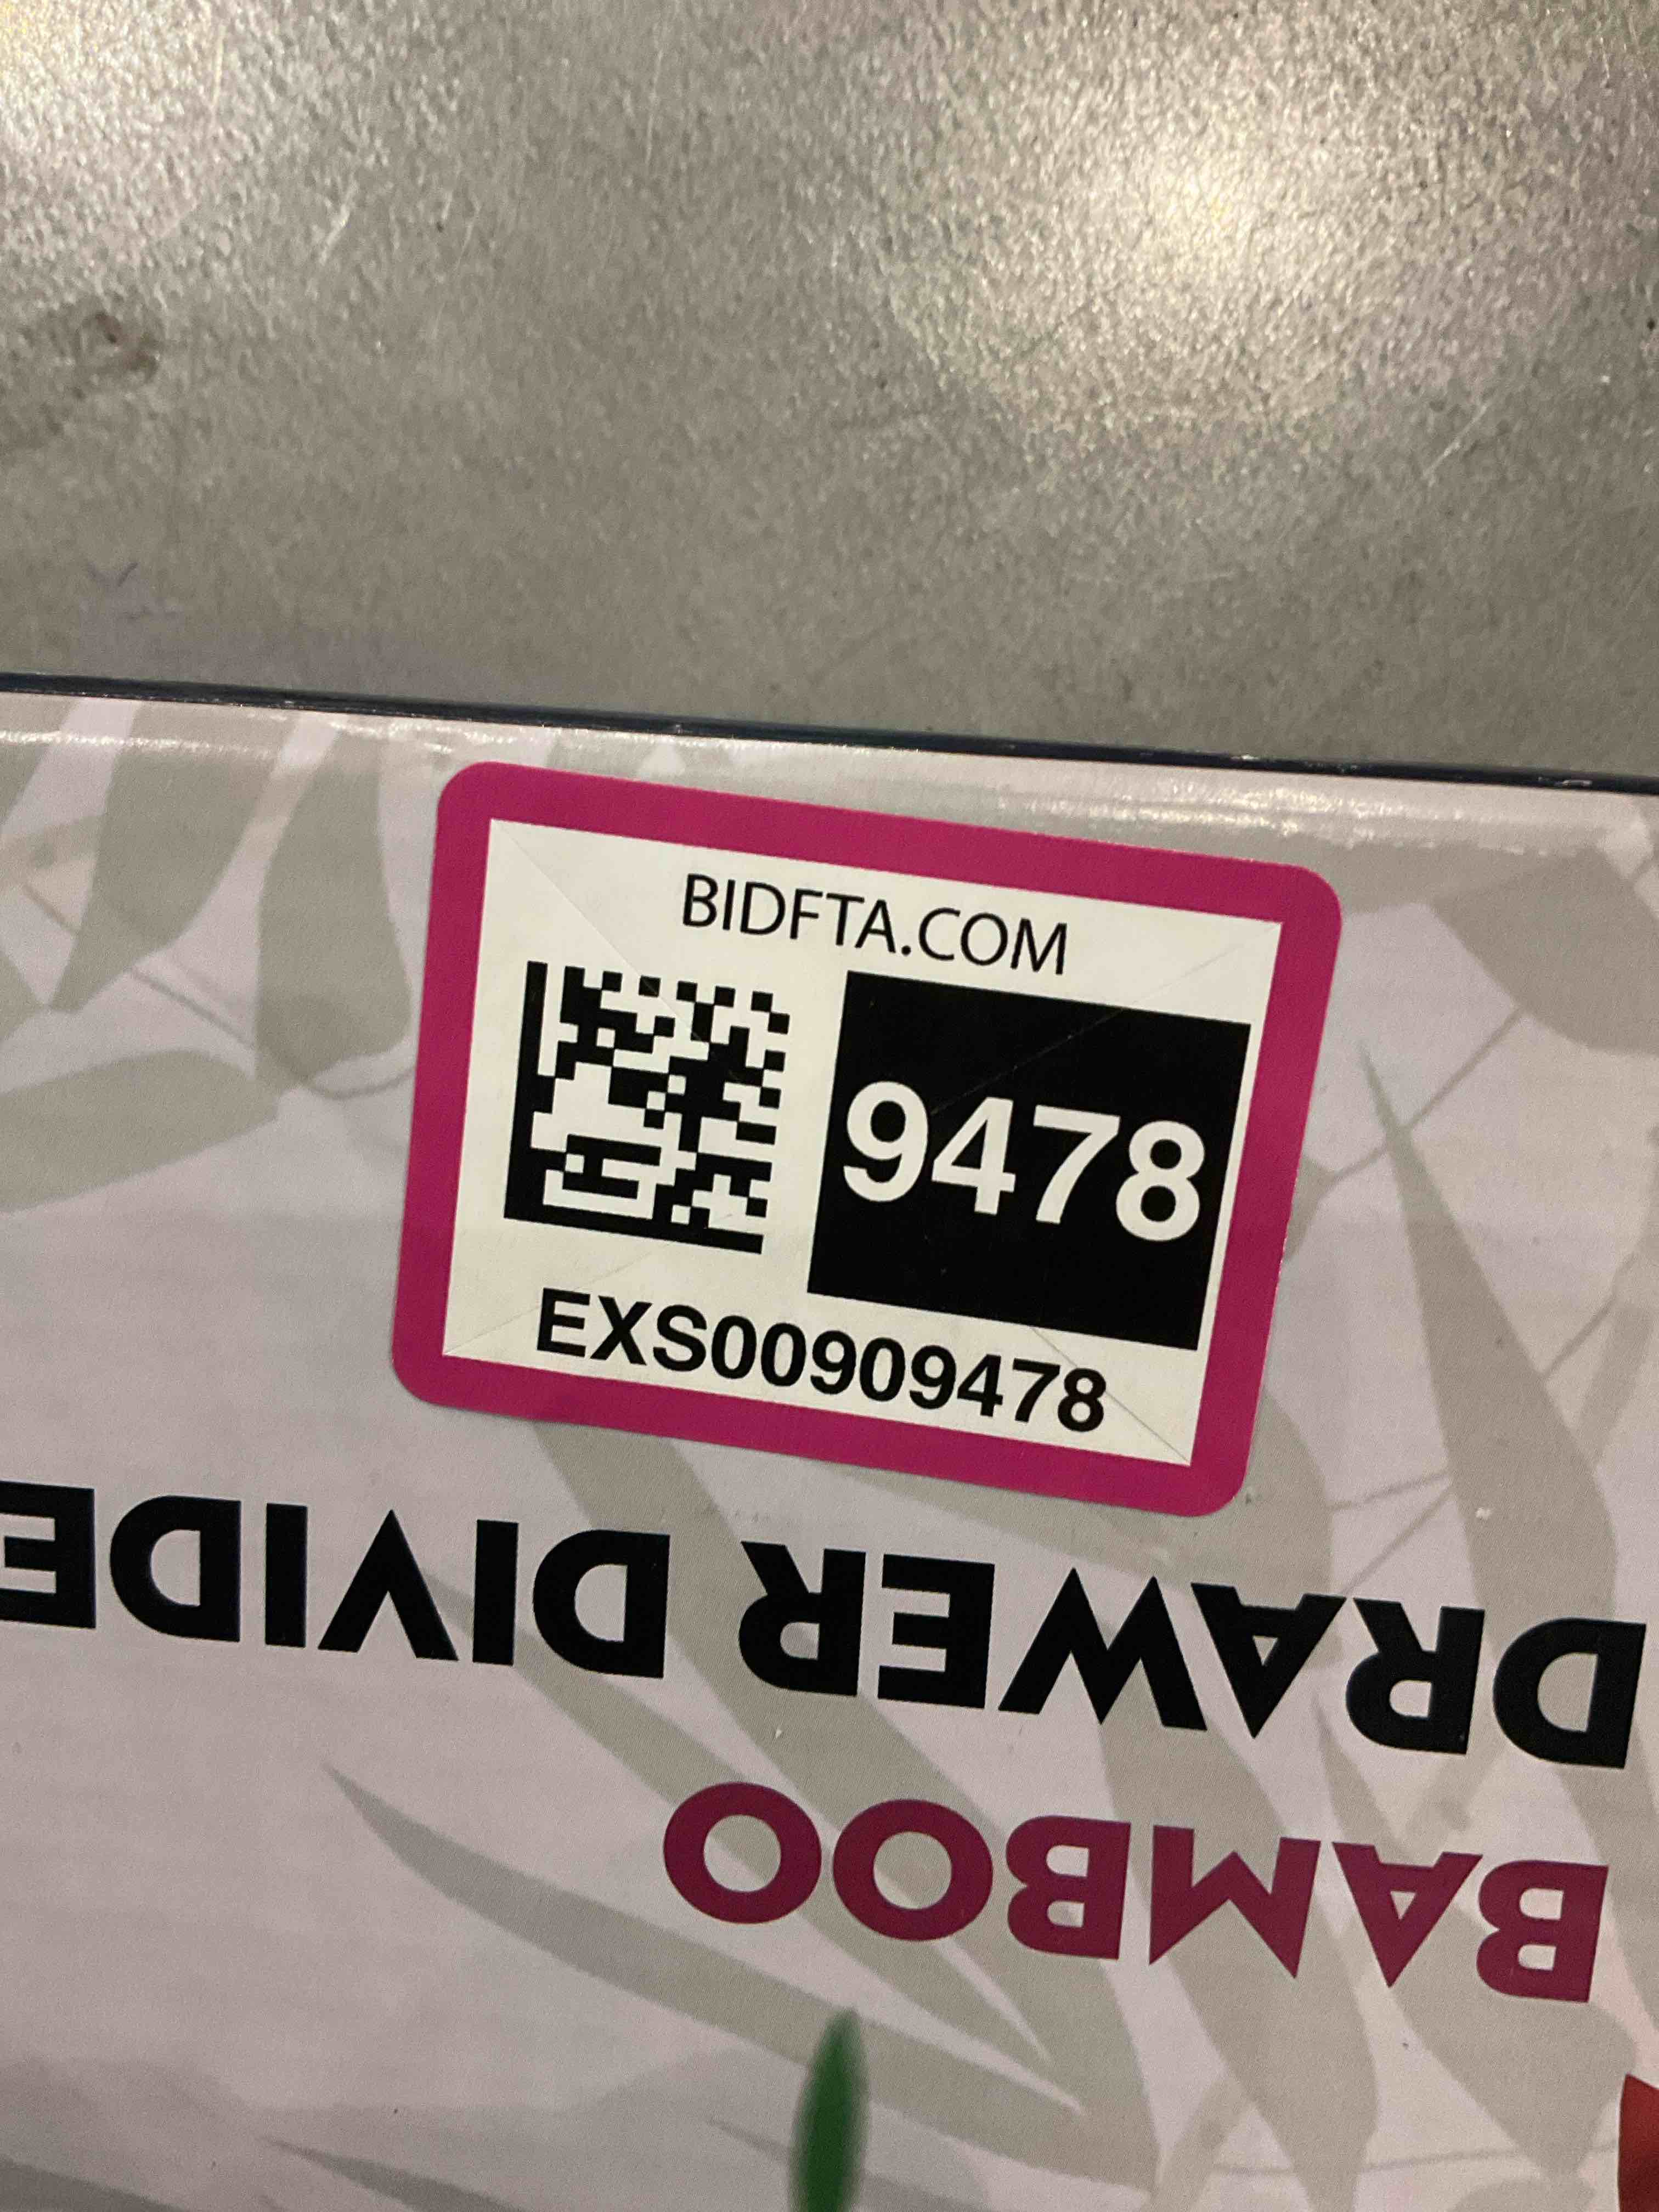 BIDFTA.COM
9478
EXS00909478
BAMBOO
DRAWER DIVIDE